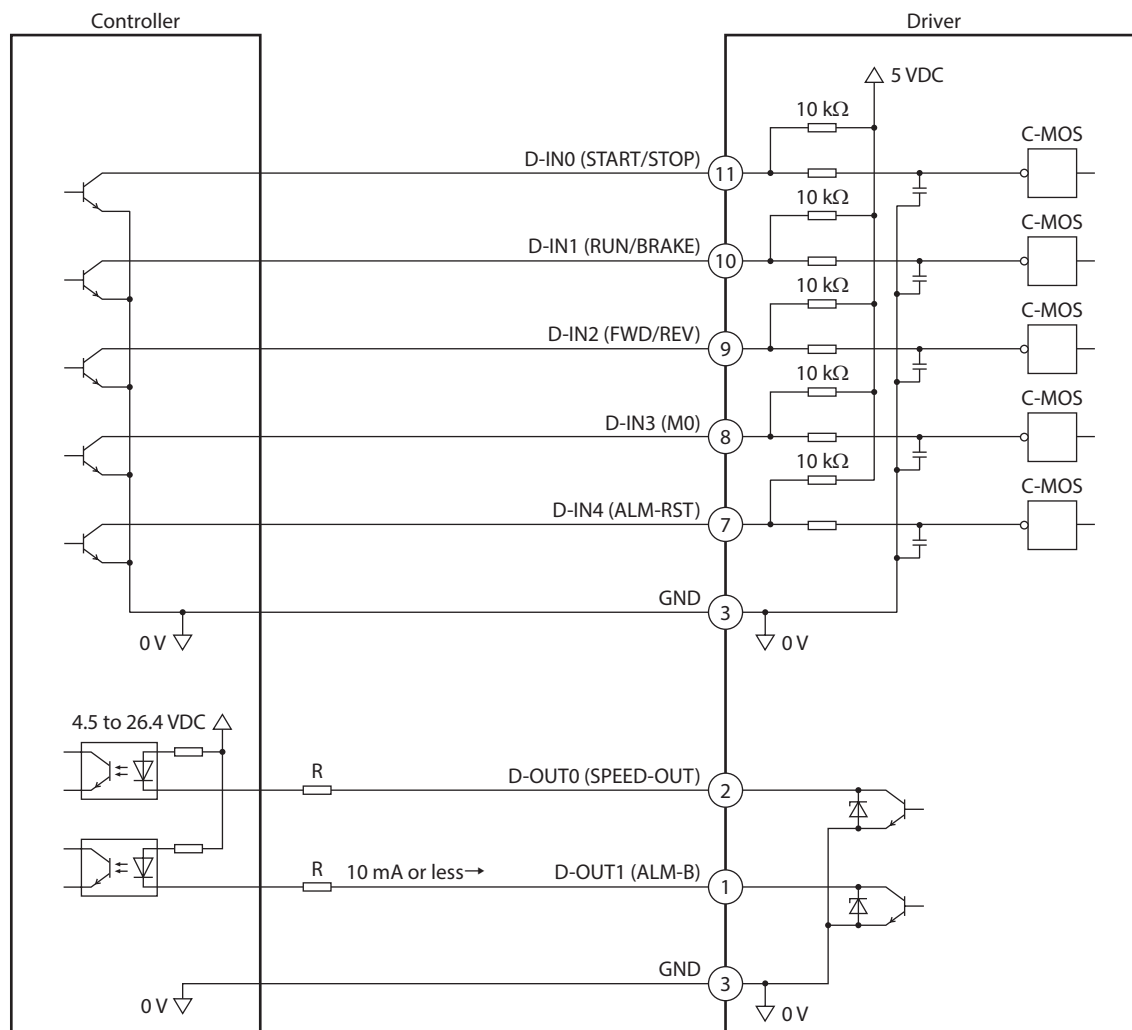 Controller
Driver
5 VDC
10 kΩ
C-MOS
D-IN0 (START/STOP)
11
10 kΩ
C-MOS
D-IN1 (RUN/BRAKE)
10
10 kΩ
C-MOS
D-IN2 (FWD/REV)
9
10 kΩ
C-MOS
D-IN3 (M0)
8
10 kΩ
C-MOS
D-IN4 (ALM-RST)
7
GND
3
0 V
0 V
4.5 to 26.4 VDC
R
D-OUT0 (SPEED-OUT)
2
R
10 mA or less→
D-OUT1 (ALM-B)
1
GND
3
0 V
0 V